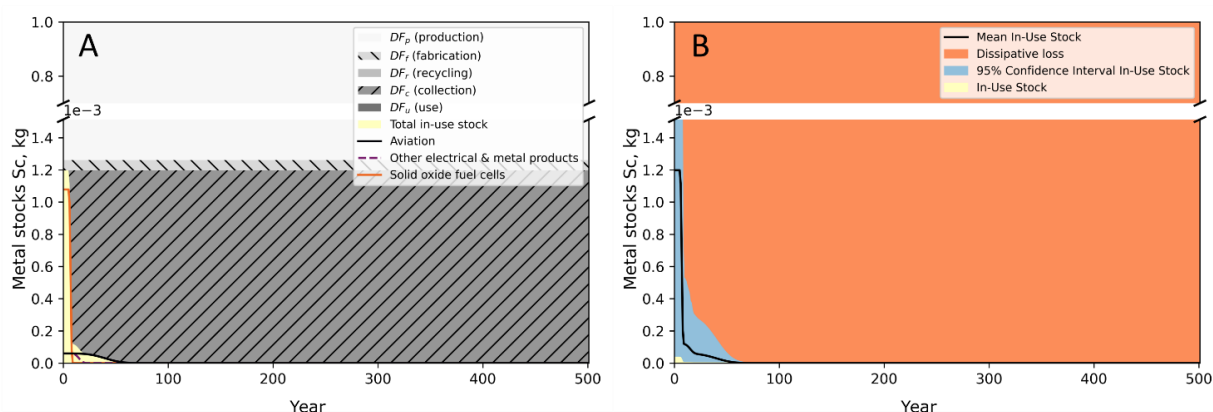 A
1.0
0.8
1e−3
1.4
1.2
1.0
0.8
0.6
0.4
0.2
0.0
Metal stocks Sc, kg
0
100
200
300
400
500
Year
DFp (production)
DFf (fabrication)
DFr (recycling)
DFc (collection)
DFu (use)
Total in-use stock
Aviation
Other electrical & metal products
Solid oxide fuel cells
B
1.0
0.8
1e−3
1.4
1.2
1.0
0.8
0.6
0.4
0.2
0.0
Metal stocks Sc, kg
0
100
200
300
400
500
Year
Mean In-Use Stock
Dissipative loss
95% Confidence Interval In-Use Stock
In-Use Stock